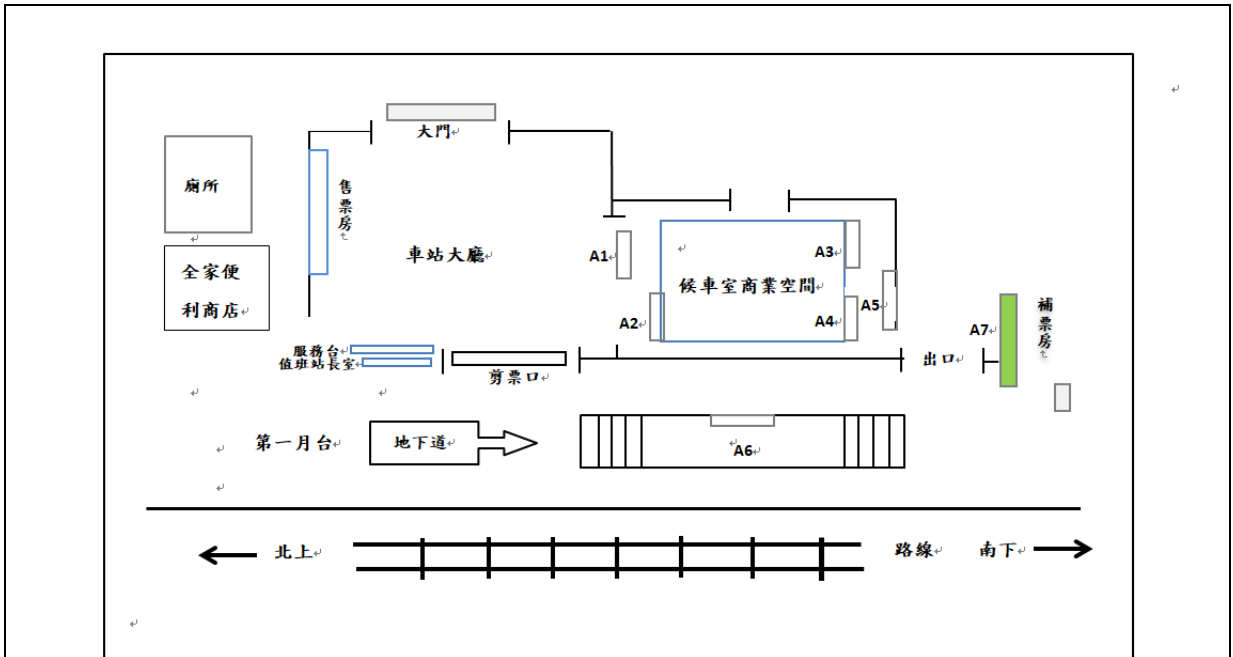 大門
廁所
售票房
車站大廳
全家便
利商店
A1
A2
候車室商業空間
A3
A4
A5
A7
補票房
服務台
值班站長室
剪票口
出口
第一月台
地下道
A6
北上
路線
南下